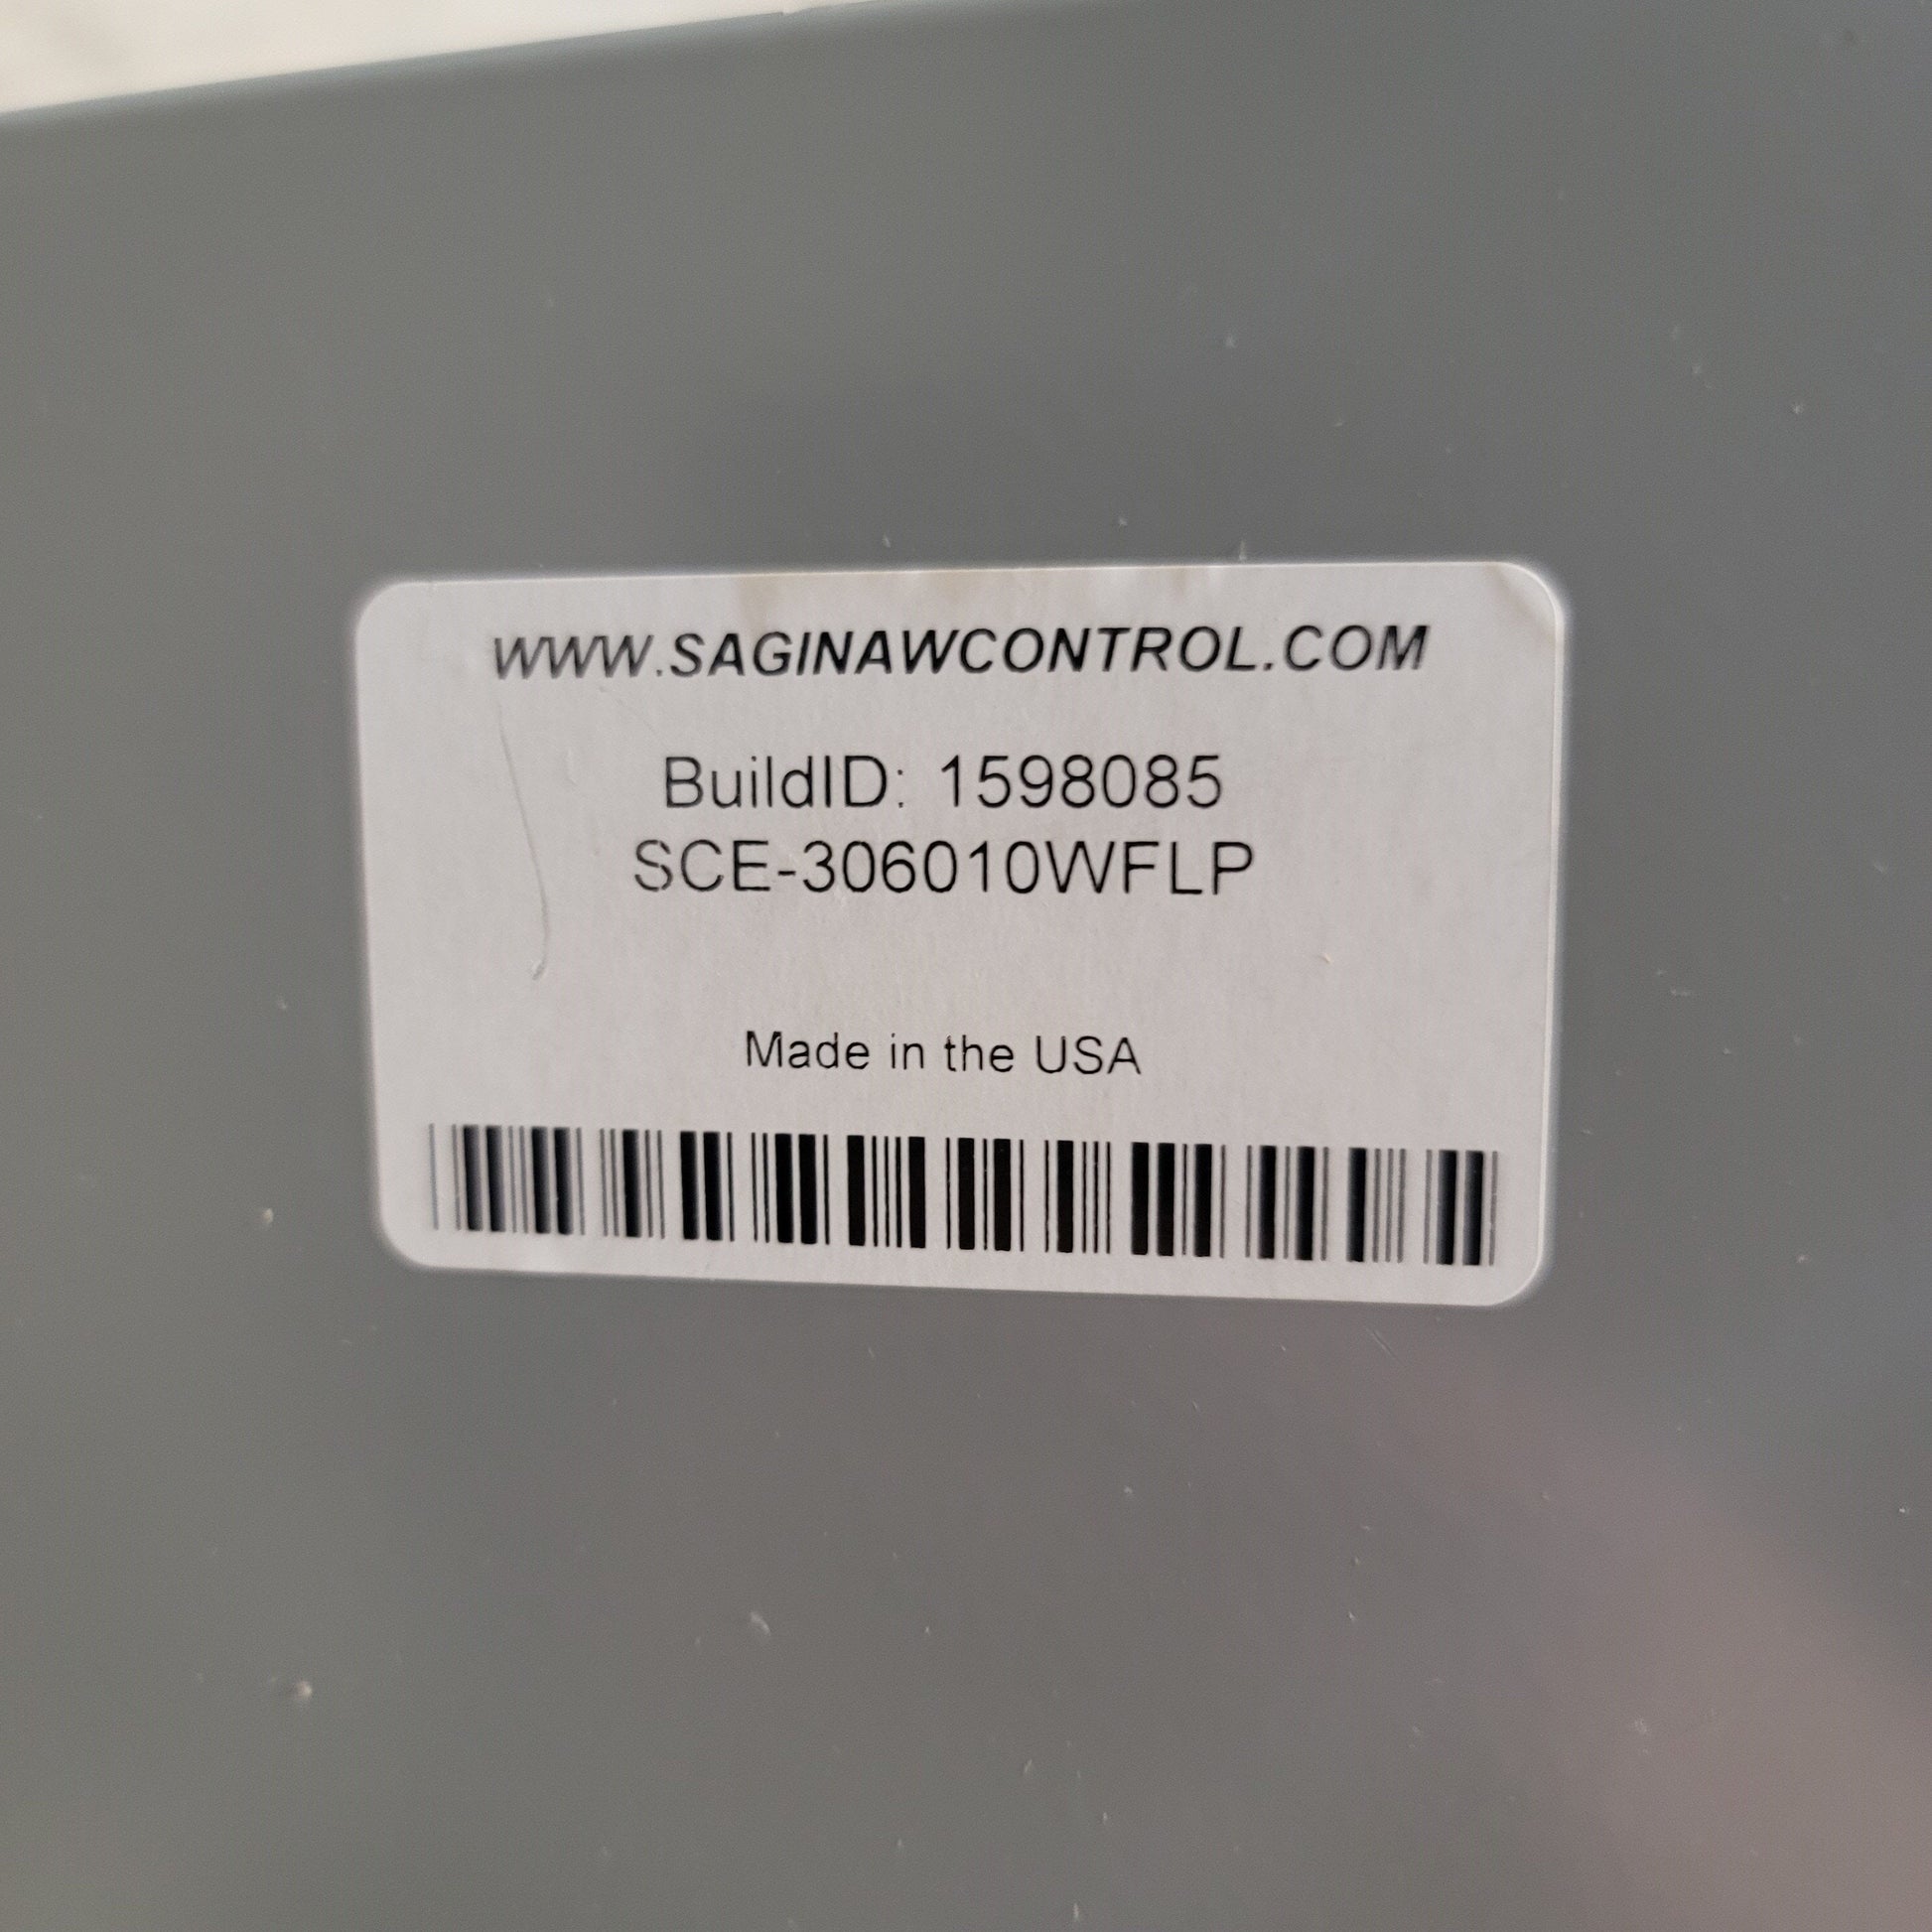 WWW.SAGINAWCONTROL.COM
BuildID: 1598085
SCE-306010WFLP
Made in the USA